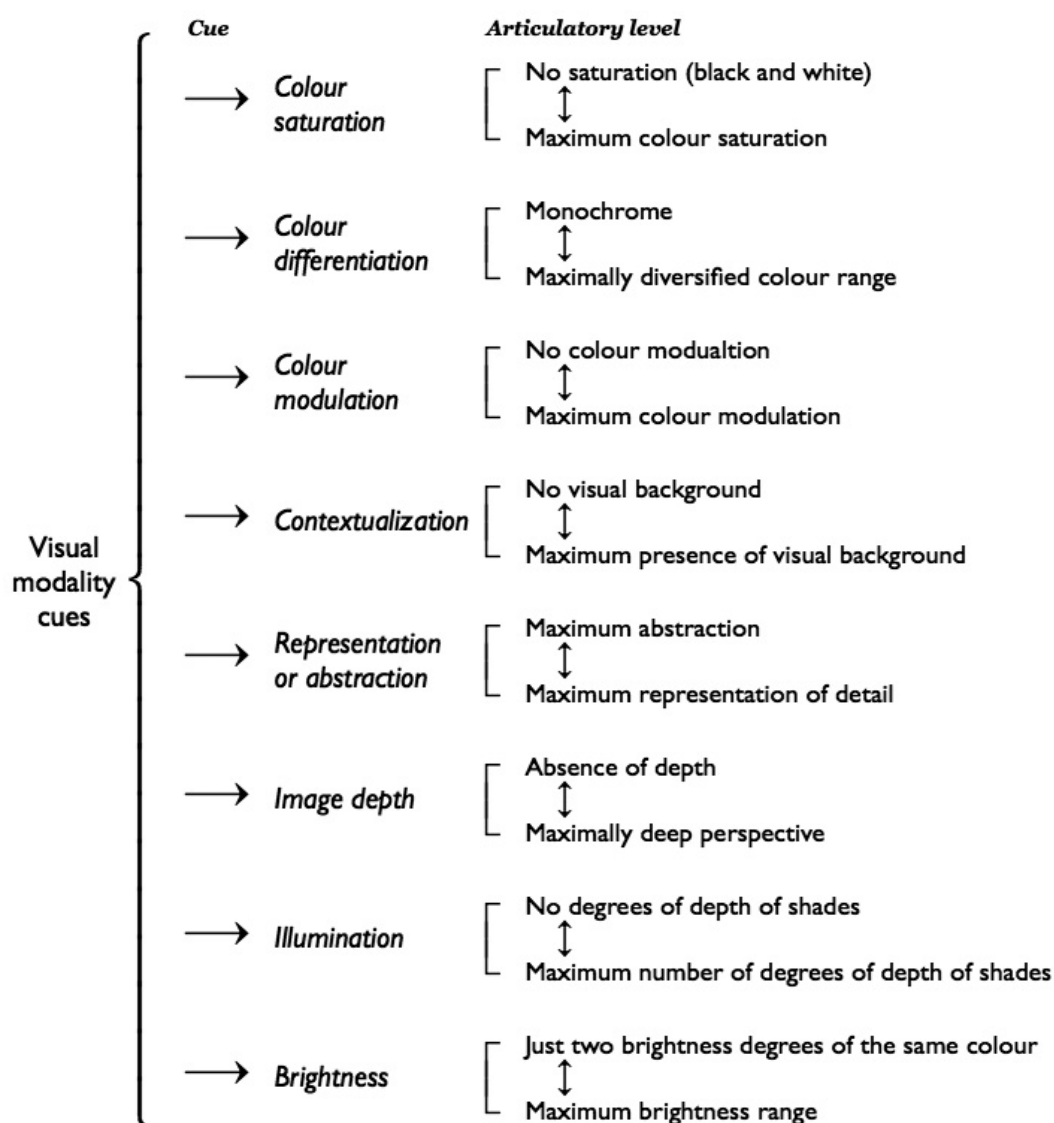 Cue
Articulatory level
Colour
saturation
No saturation (black and white)
Maximum colour saturation
Colour
differentiation
Monochrome
Maximally diversified colour range
Colour
modulation
No colour modualtion
Maximum colour modulation
Visual
modality
cues
Contextualization
No visual background
Maximum presence of visual background
Representation
or abstraction
Maximum abstraction
Maximum representation of detail
Image depth
Absence of depth
Maximally deep perspective
Illumination
No degrees of depth of shades
Maximum number of degrees of depth of shades
Brightness
Just two brightness degrees of the same colour
Maximum brightness range